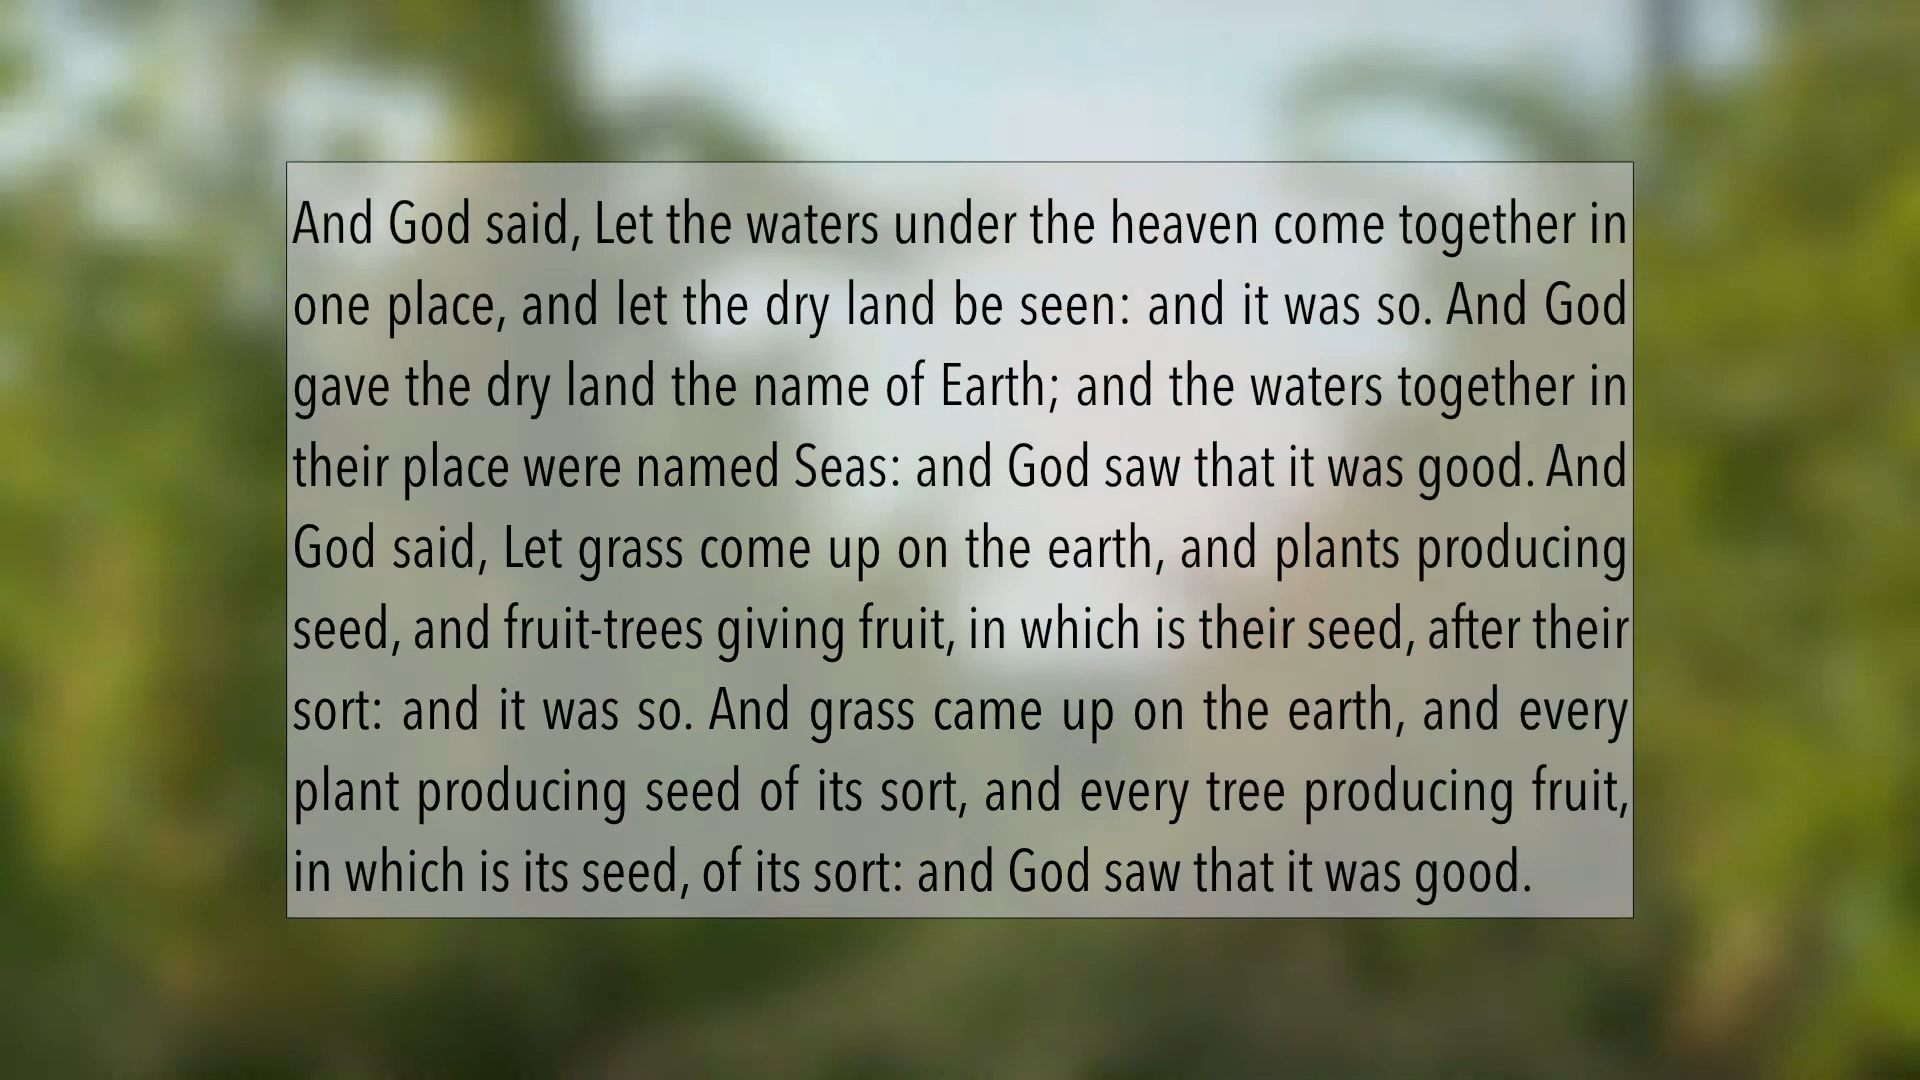 And God said, Let the waters under the heaven come together in
one place, and let the dry land be seen: and it was so. And God
gave the dry land the name of Earth; and the waters together in
their place were named Seas: and God saw that it was good. And
God said, Let grass come up on the earth, and plants producing
seed, and fruit-trees giving fruit, in which is their seed, after their
sort: and it was so. And grass came up on the earth, and every
plant producing seed of its sort, and every tree producing fruit,
in which is its seed, of its sort: and God saw that it was good.